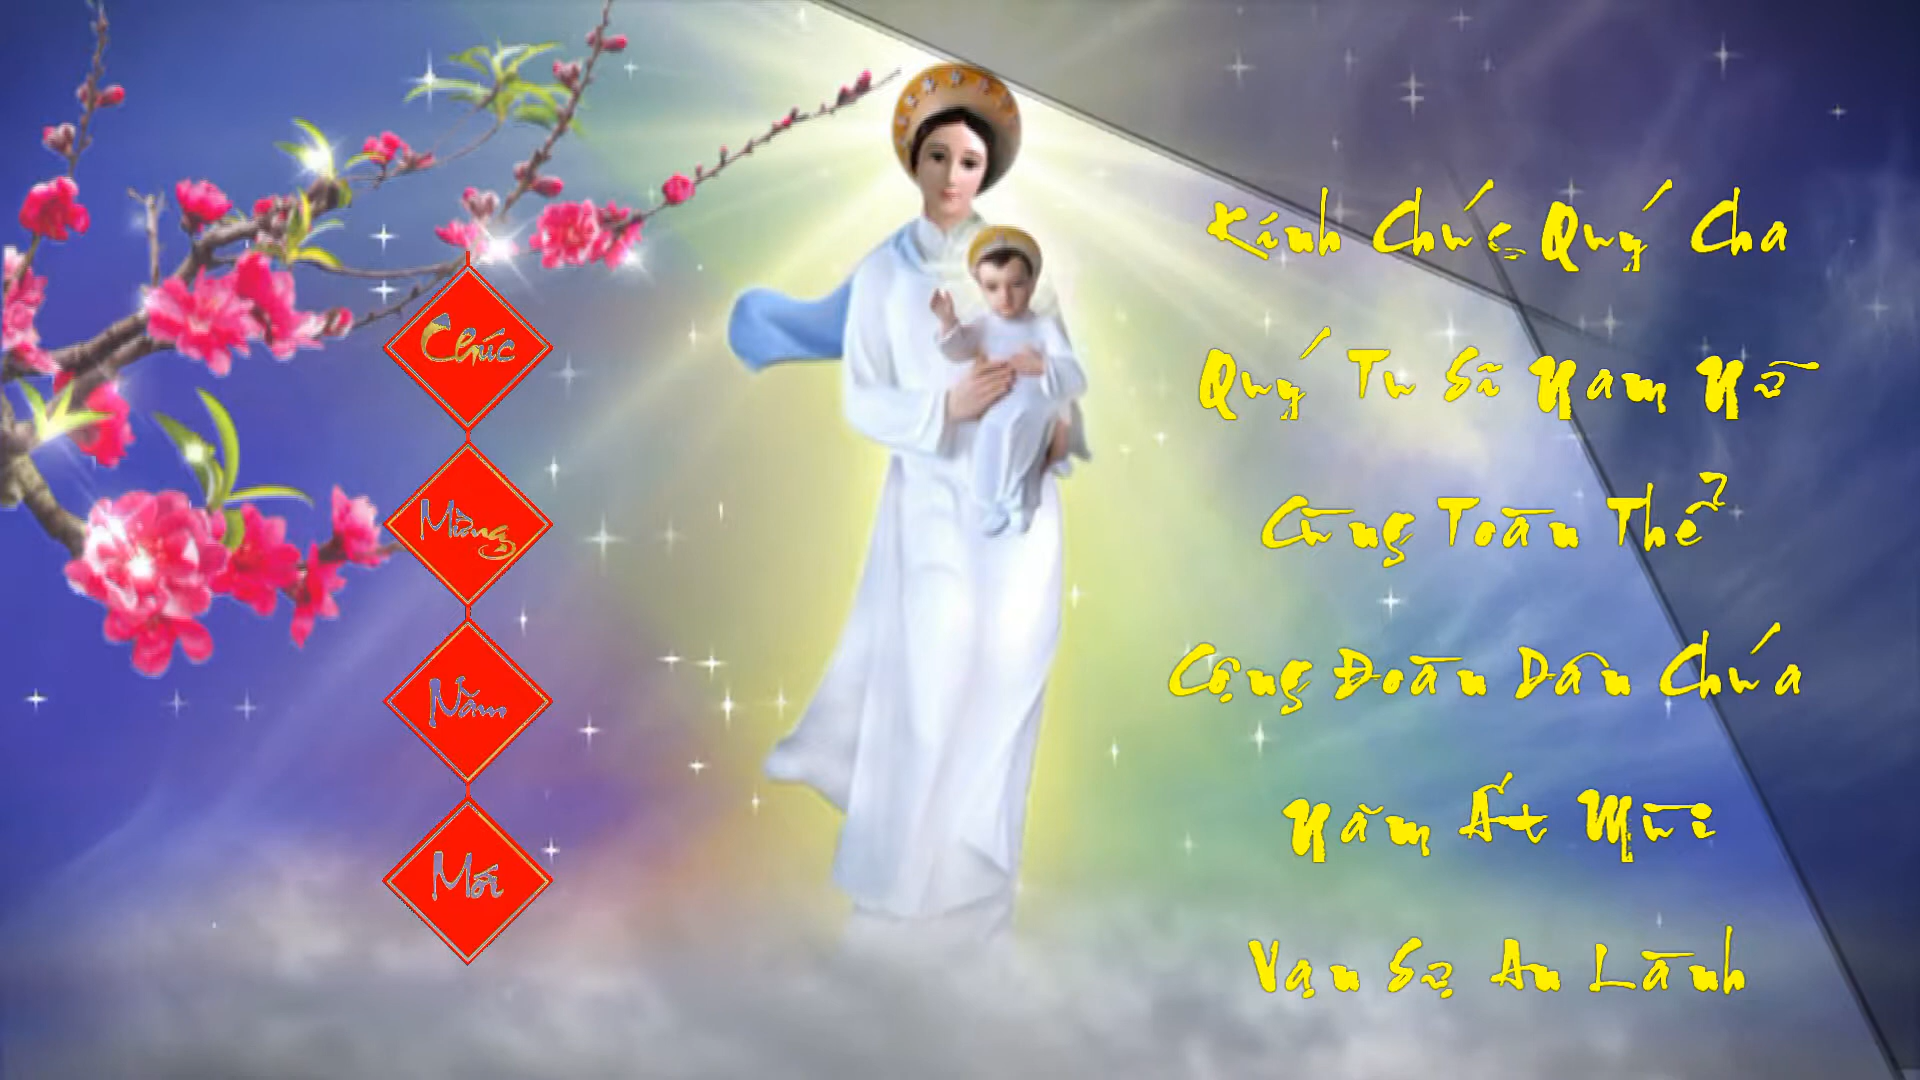 Chúc
Mừng
Năm
Mới
Kính Chúc Quý Cha
Quý Tu Sĩ Nam Nữ
Cùng Toàn Thể
Cộng Đoàn Dân Chúa
Năm Ất Mùi
Vạn Sự An Lành